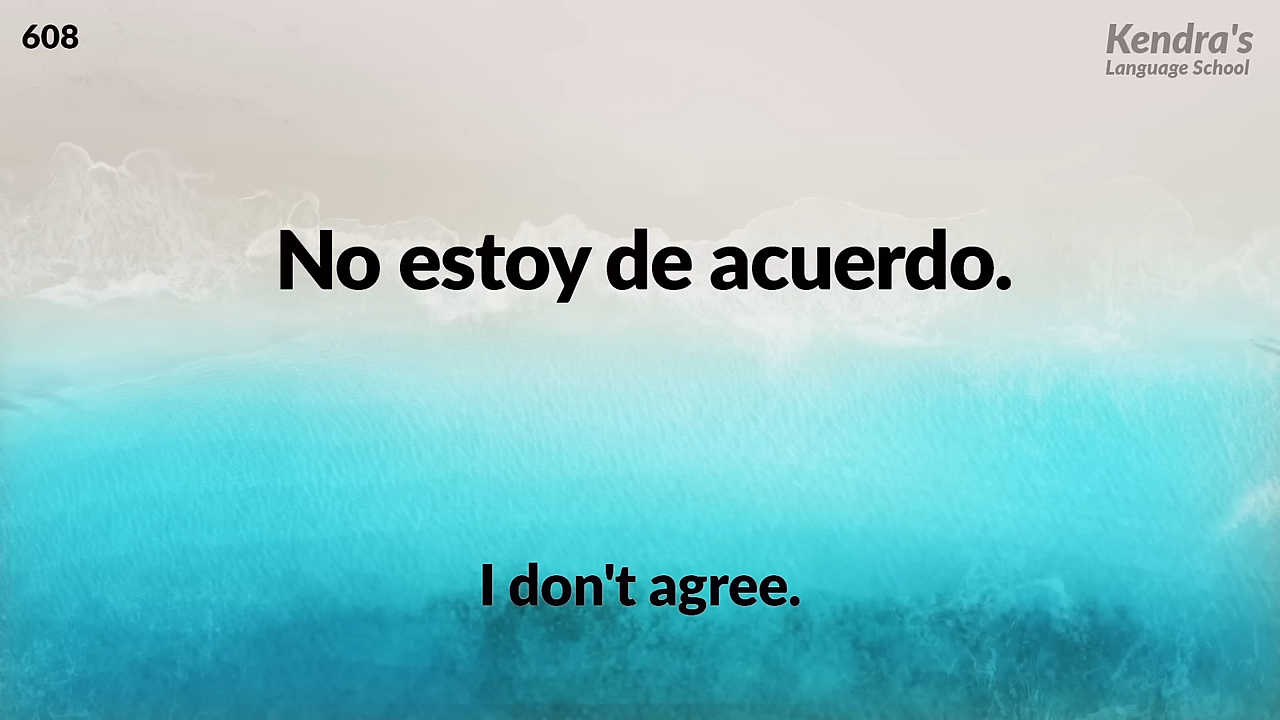 608
Kendra's
Language School
No estoy de acuerdo.
I don't agree.